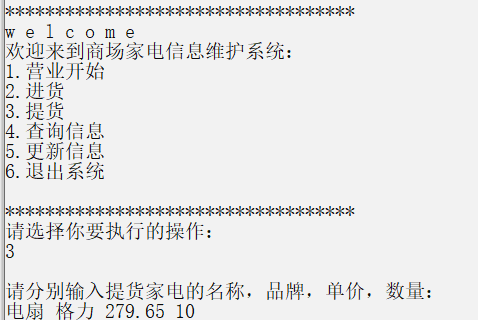 ***********************************
w e l c o m e
欢迎来到商场家电信息维护系统:
1.营业开始
2.进货
3.提货
4.查询信息
5.更新信息
6.退出系统
***********************************
请选择你要执行的操作:
3
请分别输入提货家电的名称，品牌，单价，数量:
电扇 格力 279.65 10